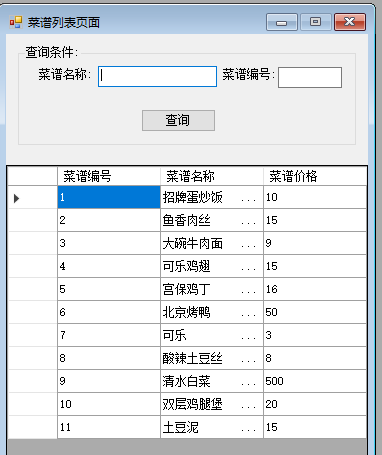 菜谱列表页面
查询条件:
菜谱名称: 菜谱编号:
查询
菜谱编号 菜谱名称 菜谱价格
1 招牌蛋炒饭 ... 10
2 鱼香肉丝 ... 15
3 大碗牛肉面 ... 9
4 可乐鸡翅 ... 15
5 宫保鸡丁 ... 16
6 北京烤鸭 ... 50
7 可乐 ... 3
8 酸辣土豆丝 ... 8
9 清水白菜 ... 500
10 双层鸡腿堡 ... 20
11 土豆泥 ... 15